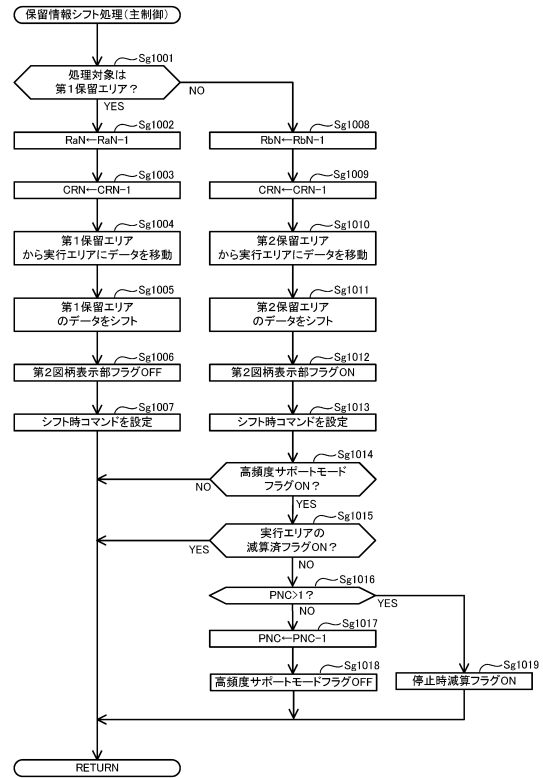 保留情報シフト処理(主制御)
Sg1001
処理対象は
第1保留エリア?
YES
NO
Sg1002
RaN←RaN-1
Sg1003
CRN←CRN-1
Sg1004
第1保留エリア
から実行エリアにデータを移動
Sg1005
第1保留エリア
のデータをシフト
Sg1006
第2図柄表示部フラグOFF
Sg1007
シフト時コマンドを設定
Sg1008
RbN←RbN-1
Sg1009
CRN←CRN-1
Sg1010
第2保留エリア
から実行エリアにデータを移動
Sg1011
第2保留エリア
のデータをシフト
Sg1012
第2図柄表示部フラグON
Sg1013
シフト時コマンドを設定
Sg1014
高頻度サポートモード
フラグON?
NO
YES
Sg1015
実行エリアの
減算済フラグON?
YES
NO
Sg1016
PNC>1?
YES
NO
Sg1017
PNC←PNC-1
Sg1018
高頻度サポートモードフラグOFF
Sg1019
停止時減算フラグON
RETURN